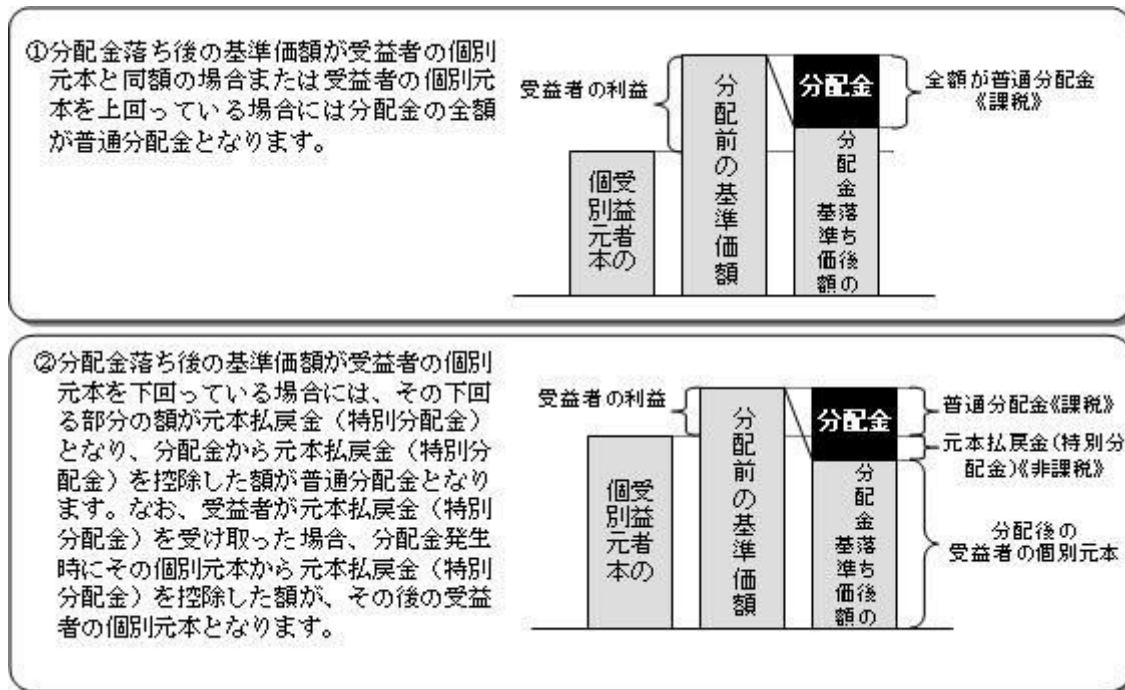 ①分配金落ち後の基準価額が受益者の個別
元本と同額の場合または受益者の個別元
本を上回っている場合には分配金の全額
が普通分配金となります。
受益者の利益
受益者の
個別元本
分配前の基準価額
分配金
分配金落ち後の
基準価額
全額が普通分配金
《課税》
②分配金落ち後の基準価額が受益者の個別
元本を下回っている場合には、その下回
る部分の額が元本払戻金（特別分配金）
となり、分配金から元本払戻金（特別分
配金）を控除した額が普通分配金となり
ます。なお、受益者が元本払戻金（特別
分配金）を受け取った場合、分配金発生
時にその個別元本から元本払戻金（特別
分配金）を控除した額が、その後の受益
者の個別元本となります。
受益者の利益
受益者の
個別元本
分配前の基準価額
分配金
分配金落ち後の
基準価額
普通分配金《課税》
元本払戻金（特別分
配金）《非課税》
分配後の
受益者の個別元本